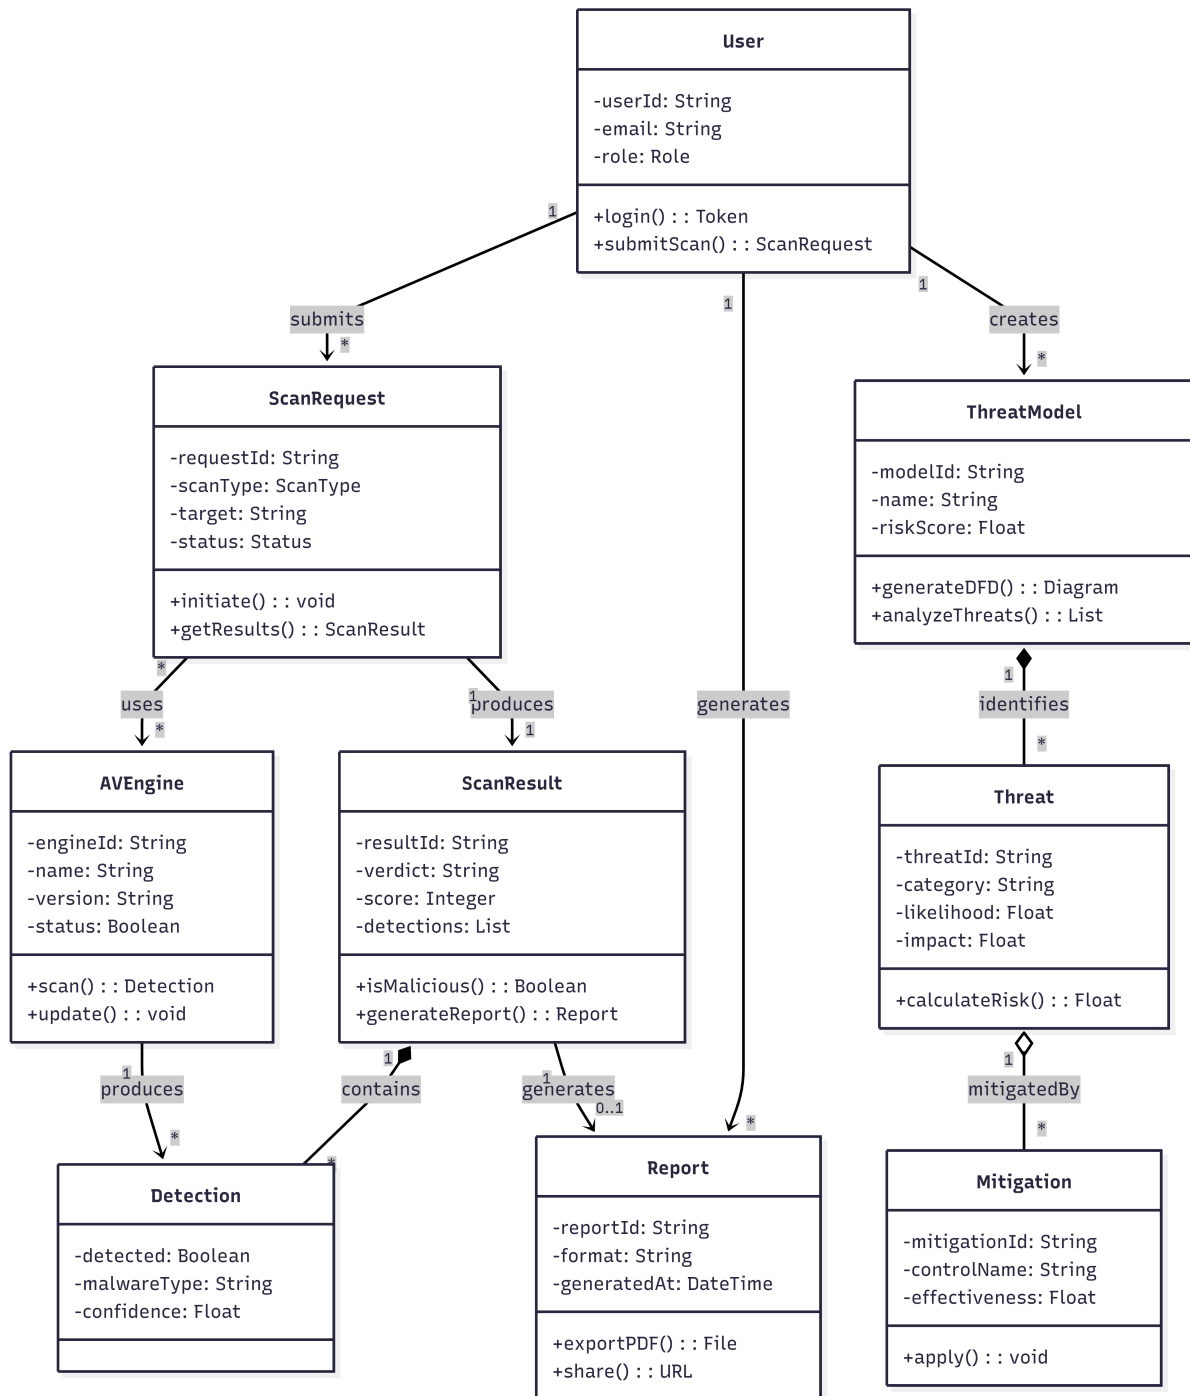 User
-userId: String
-email: String
-role: Role
+login() : : Token
+submitScan() : : ScanRequest
1
submits
*
1
generates
*
1
creates
*
ScanRequest
-requestId: String
-scanType: ScanType
-target: String
-status: Status
+initiate() : : void
+getResults() : : ScanResult
ThreatModel
-modelId: String
-name: String
-riskScore: Float
+generateDFD() : : Diagram
+analyzeThreats() : : List
*
uses
*
1
produces
1
1
identifies
*
AVEngine
-engineId: String
-name: String
-version: String
-status: Boolean
+scan() : : Detection
+update() : : void
ScanResult
-resultId: String
-verdict: String
-score: Integer
-detections: List
+isMalicious() : : Boolean
+generateReport() : : Report
Threat
-threatId: String
-category: String
-likelihood: Float
-impact: Float
+calculateRisk() : : Float
1
produces
*
1
contains
*
1
generates
0..1
1
mitigatedBy
*
Detection
-detected: Boolean
-malwareType: String
-confidence: Float
Report
-reportId: String
-format: String
-generatedAt: DateTime
+exportPDF() : : File
+share() : : URL
Mitigation
-mitigationId: String
-controlName: String
-effectiveness: Float
+apply() : : void